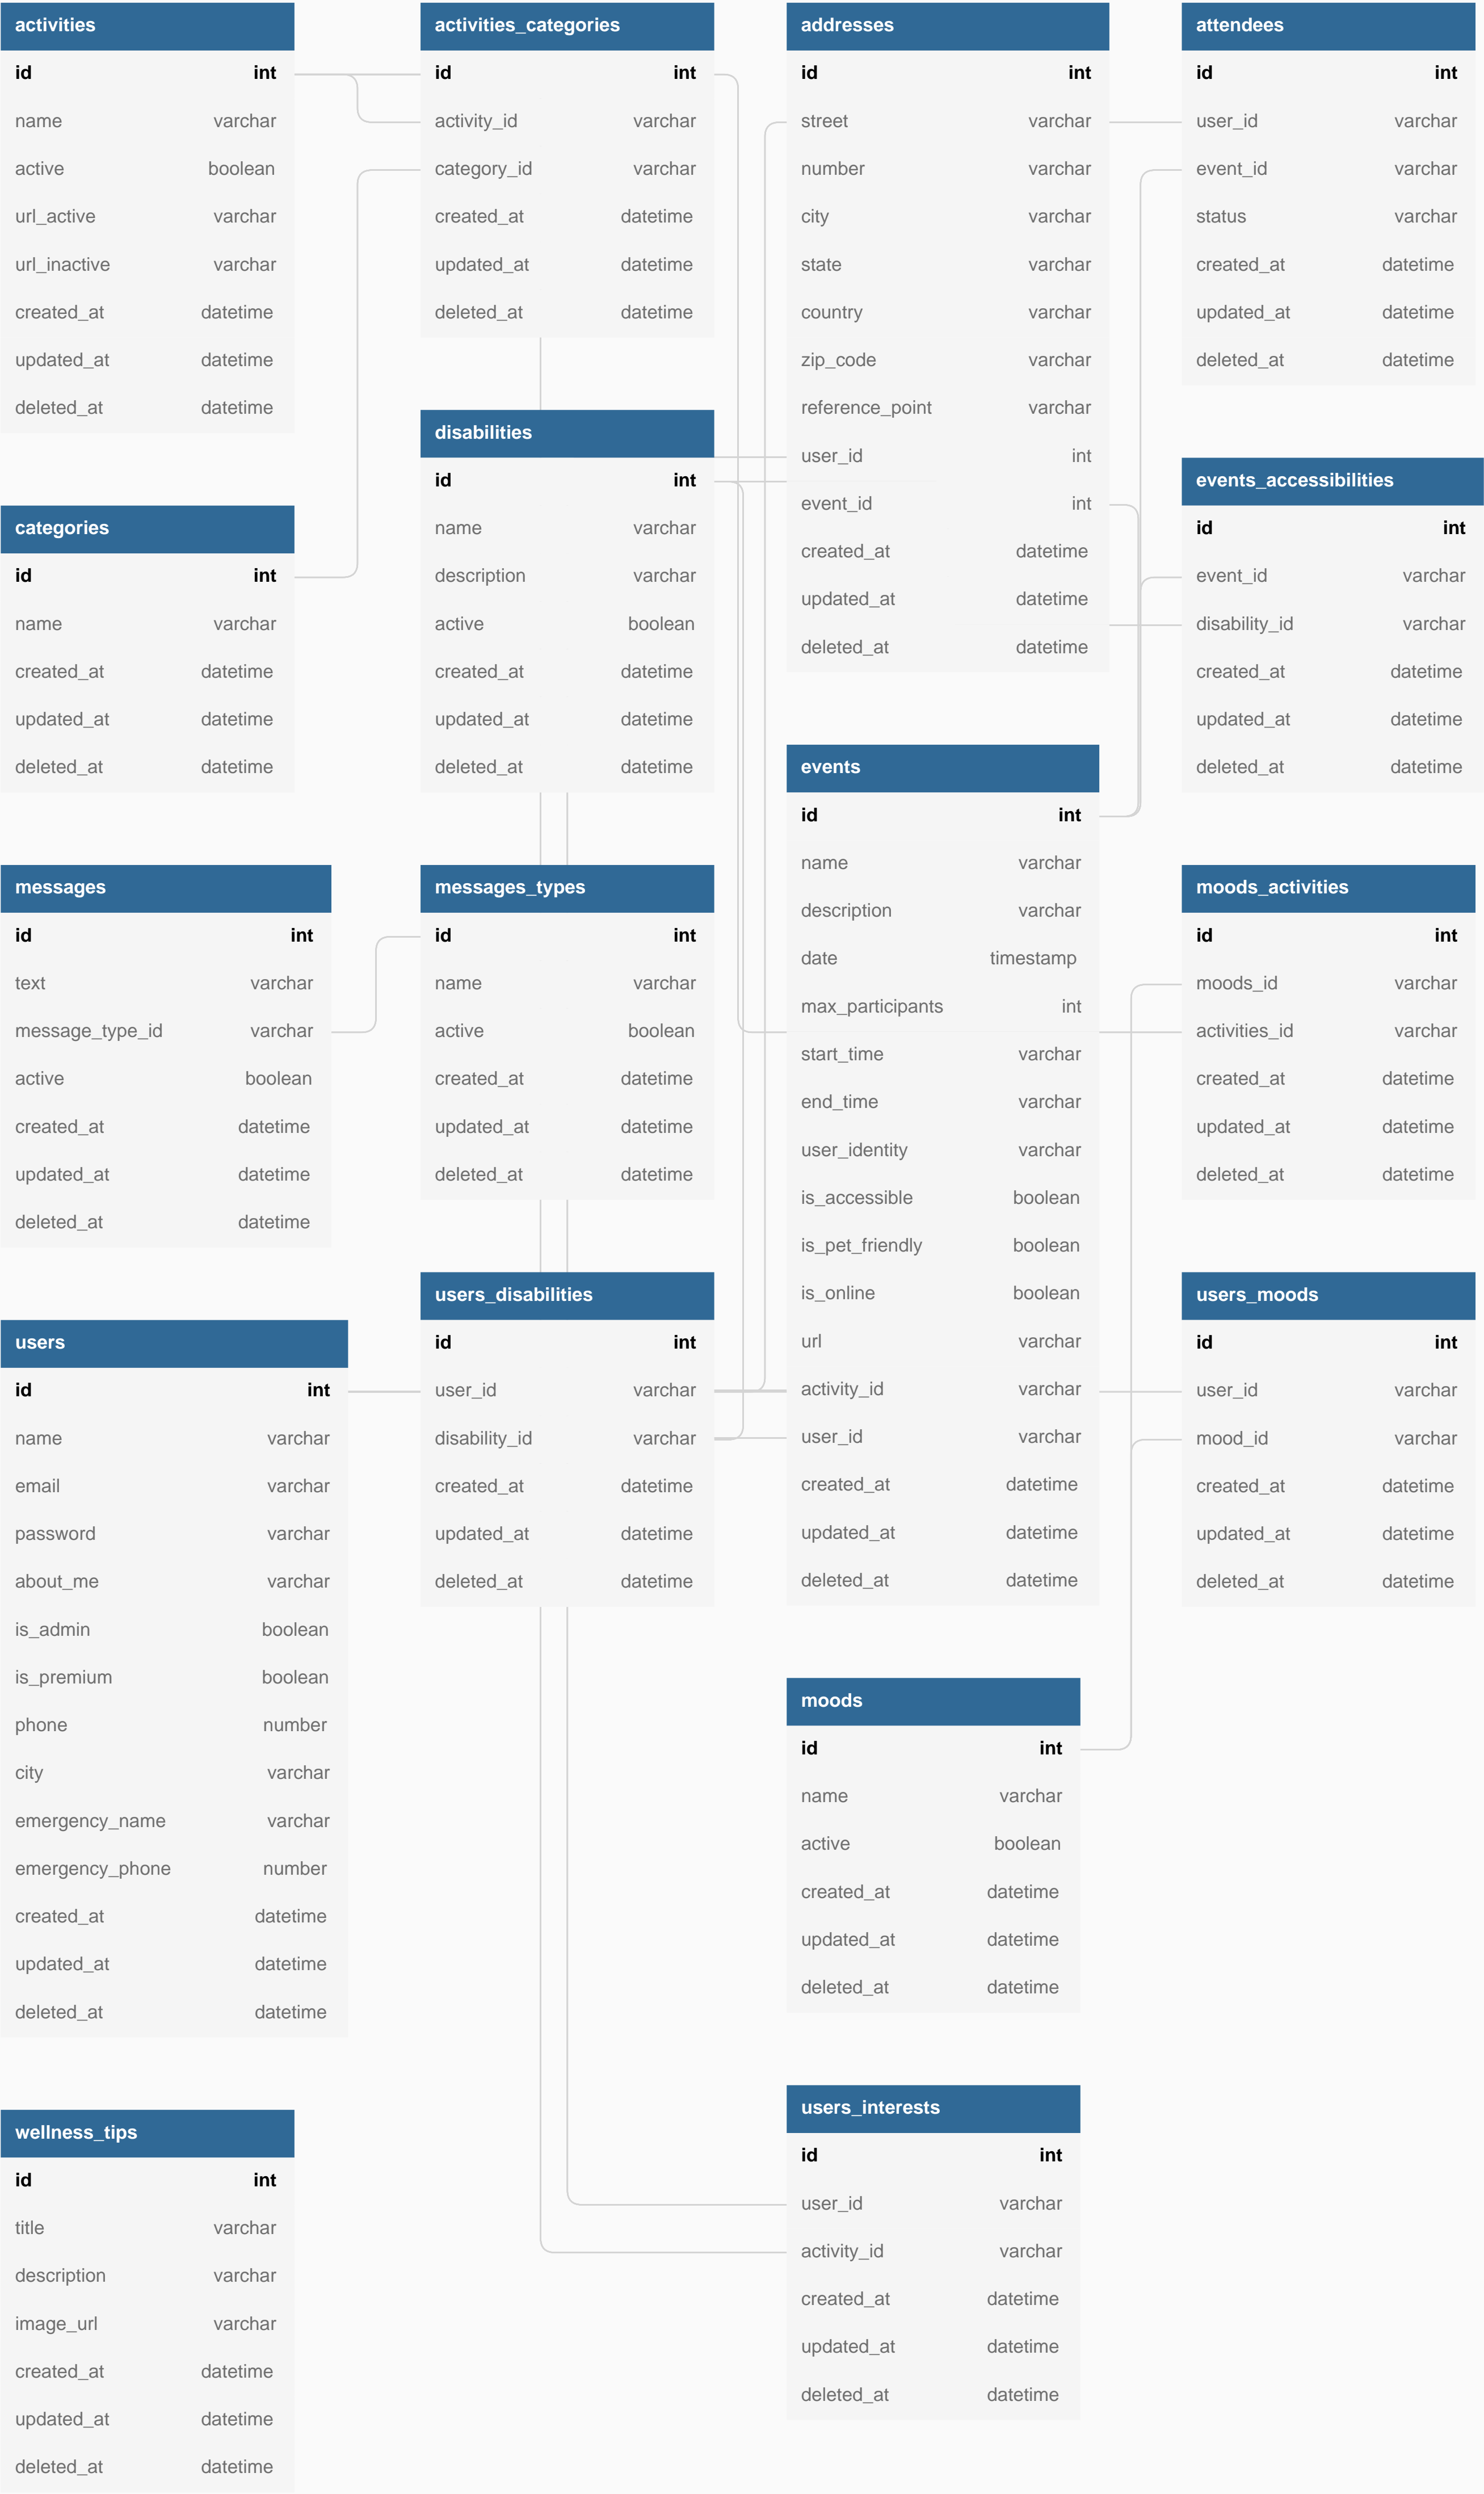 activities
id int
name varchar
active boolean
url_active varchar
url_inactive varchar
created_at datetime
updated_at datetime
deleted_at datetime
activities_categories
id int
activity_id varchar
category_id varchar
created_at datetime
updated_at datetime
deleted_at datetime
addresses
id int
street varchar
number varchar
city varchar
state varchar
country varchar
zip_code varchar
reference_point varchar
user_id int
event_id int
created_at datetime
updated_at datetime
deleted_at datetime
attendees
id int
user_id varchar
event_id varchar
status varchar
created_at datetime
updated_at datetime
deleted_at datetime
categories
id int
name varchar
created_at datetime
updated_at datetime
deleted_at datetime
disabilities
id int
name varchar
description varchar
active boolean
created_at datetime
updated_at datetime
deleted_at datetime
events_accessibilities
id int
event_id varchar
disability_id varchar
created_at datetime
updated_at datetime
deleted_at datetime
events
id int
name varchar
description varchar
date timestamp
max_participants int
start_time varchar
end_time varchar
user_identity varchar
is_accessible boolean
is_pet_friendly boolean
is_online boolean
url varchar
activity_id varchar
user_id varchar
created_at datetime
updated_at datetime
deleted_at datetime
messages
id int
text varchar
message_type_id varchar
active boolean
created_at datetime
updated_at datetime
deleted_at datetime
messages_types
id int
name varchar
active boolean
created_at datetime
updated_at datetime
deleted_at datetime
moods_activities
id int
moods_id varchar
activities_id varchar
created_at datetime
updated_at datetime
deleted_at datetime
users
id int
name varchar
email varchar
password varchar
about_me varchar
is_admin boolean
is_premium boolean
phone number
city varchar
emergency_name varchar
emergency_phone number
created_at datetime
updated_at datetime
deleted_at datetime
users_disabilities
id int
user_id varchar
disability_id varchar
created_at datetime
updated_at datetime
deleted_at datetime
users_moods
id int
user_id varchar
mood_id varchar
created_at datetime
updated_at datetime
deleted_at datetime
moods
id int
name varchar
active boolean
created_at datetime
updated_at datetime
deleted_at datetime
wellness_tips
id int
title varchar
description varchar
image_url varchar
created_at datetime
updated_at datetime
deleted_at datetime
users_interests
id int
user_id varchar
activity_id varchar
created_at datetime
updated_at datetime
deleted_at datetime